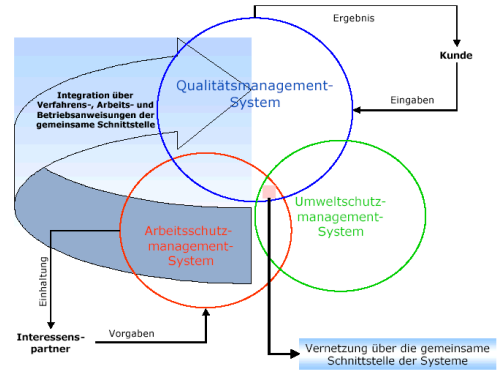 Ergebnis
Kunde
Eingaben
Qualitätsmanagement-
System
Integration über
Verfahrens-, Arbeits- und
Betriebsanweisungen der
gemeinsame Schnittstelle
Umweltschutz-
management-
System
Arbeitsschutz-
management-
System
Einhaltung
Interessens-
partner
Vorgaben
Vernetzung über die gemeinsame
Schnittstelle der Systeme